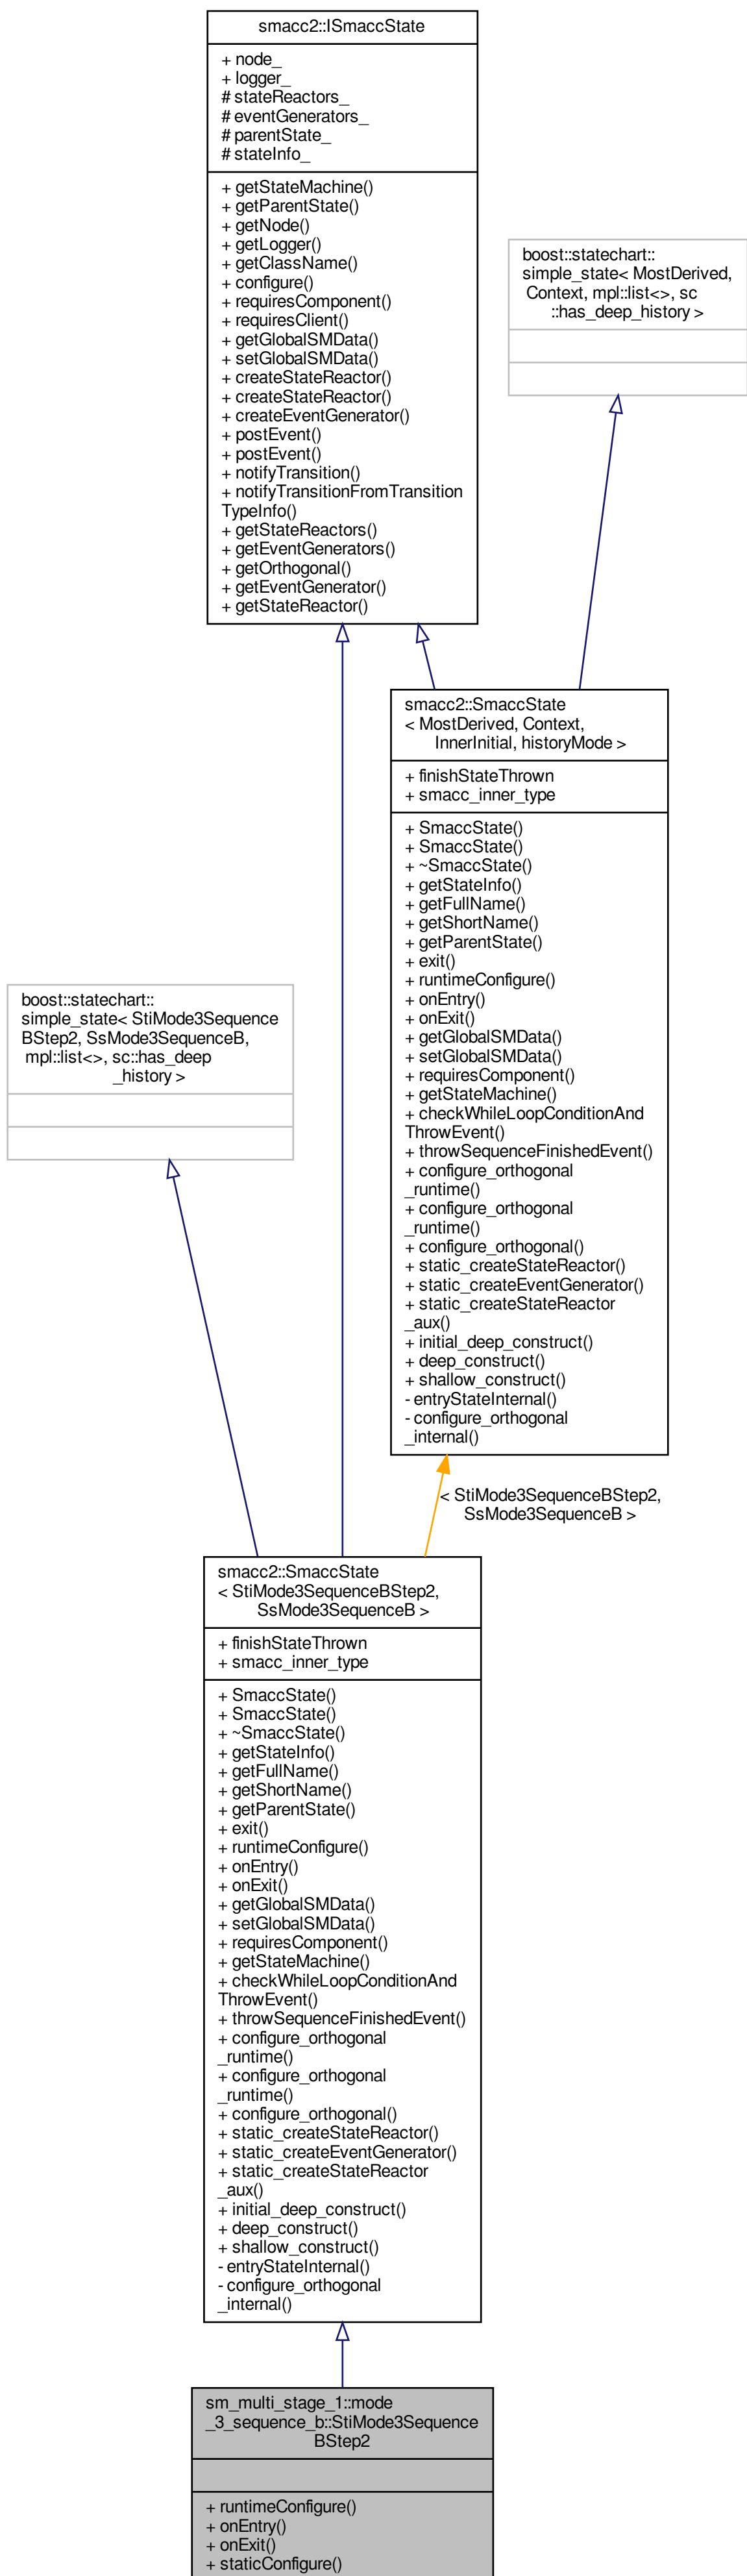 smacc2::ISmaccState
+ node_
+ logger_
# stateReactors_
# eventGenerators_
# parentState_
# stateInfo_
+ getStateMachine()
+ getParentState()
+ getNode()
+ getLogger()
+ getClassName()
+ configure()
+ requiresComponent()
+ requiresClient()
+ getGlobalSMData()
+ setGlobalSMData()
+ createStateReactor()
+ createStateReactor()
+ createEventGenerator()
+ postEvent()
+ postEvent()
+ notifyTransition()
+ notifyTransitionFromTransition
TypeInfo()
+ getStateReactors()
+ getEventGenerators()
+ getOrthogonal()
+ getEventGenerator()
+ getStateReactor()
boost::statechart::
simple_state< MostDerived,
Context, mpl::list<>, sc
::has_deep_history >
smacc2::SmaccState
< MostDerived, Context,
InnerInitial, historyMode >
+ finishStateThrown
+ smacc_inner_type
+ SmaccState()
+ SmaccState()
+ ~SmaccState()
+ getStateInfo()
+ getFullName()
+ getShortName()
+ getParentState()
+ exit()
+ runtimeConfigure()
+ onEntry()
+ onExit()
+ getGlobalSMData()
+ setGlobalSMData()
+ requiresComponent()
+ getStateMachine()
+ checkWhileLoopConditionAnd
ThrowEvent()
+ throwSequenceFinishedEvent()
+ configure_orthogonal
_runtime()
+ configure_orthogonal
_runtime()
+ configure_orthogonal()
+ static_createStateReactor()
+ static_createEventGenerator()
+ static_createStateReactor
_aux()
+ initial_deep_construct()
+ deep_construct()
+ shallow_construct()
- entryStateInternal()
- configure_orthogonal
_internal()
boost::statechart::
simple_state< StiMode3Sequence
BStep2, SsMode3SequenceB,
mpl::list<>, sc::has_deep
_history >
< StiMode3SequenceBStep2,
SsMode3SequenceB >
smacc2::SmaccState
< StiMode3SequenceBStep2,
SsMode3SequenceB >
+ finishStateThrown
+ smacc_inner_type
+ SmaccState()
+ SmaccState()
+ ~SmaccState()
+ getStateInfo()
+ getFullName()
+ getShortName()
+ getParentState()
+ exit()
+ runtimeConfigure()
+ onEntry()
+ onExit()
+ getGlobalSMData()
+ setGlobalSMData()
+ requiresComponent()
+ getStateMachine()
+ checkWhileLoopConditionAnd
ThrowEvent()
+ throwSequenceFinishedEvent()
+ configure_orthogonal
_runtime()
+ configure_orthogonal
_runtime()
+ configure_orthogonal()
+ static_createStateReactor()
+ static_createEventGenerator()
+ static_createStateReactor
_aux()
+ initial_deep_construct()
+ deep_construct()
+ shallow_construct()
- entryStateInternal()
- configure_orthogonal
_internal()
sm_multi_stage_1::mode
_3_sequence_b::StiMode3Sequence
BStep2
+ runtimeConfigure()
+ onEntry()
+ onExit()
+ staticConfigure()